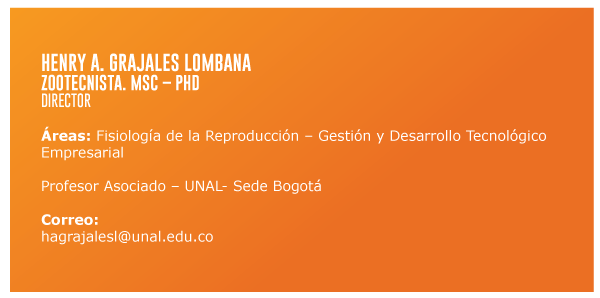 HENRY A. GRAJALES LOMBANA
ZOOTECNISTA. MSC – PHD
DIRECTOR
Áreas: Fisiología de la Reproducción – Gestión y Desarrollo Tecnológico
Empresarial
Profesor Asociado – UNAL- Sede Bogotá
Correo:
hagrajalesl@unal.edu.co